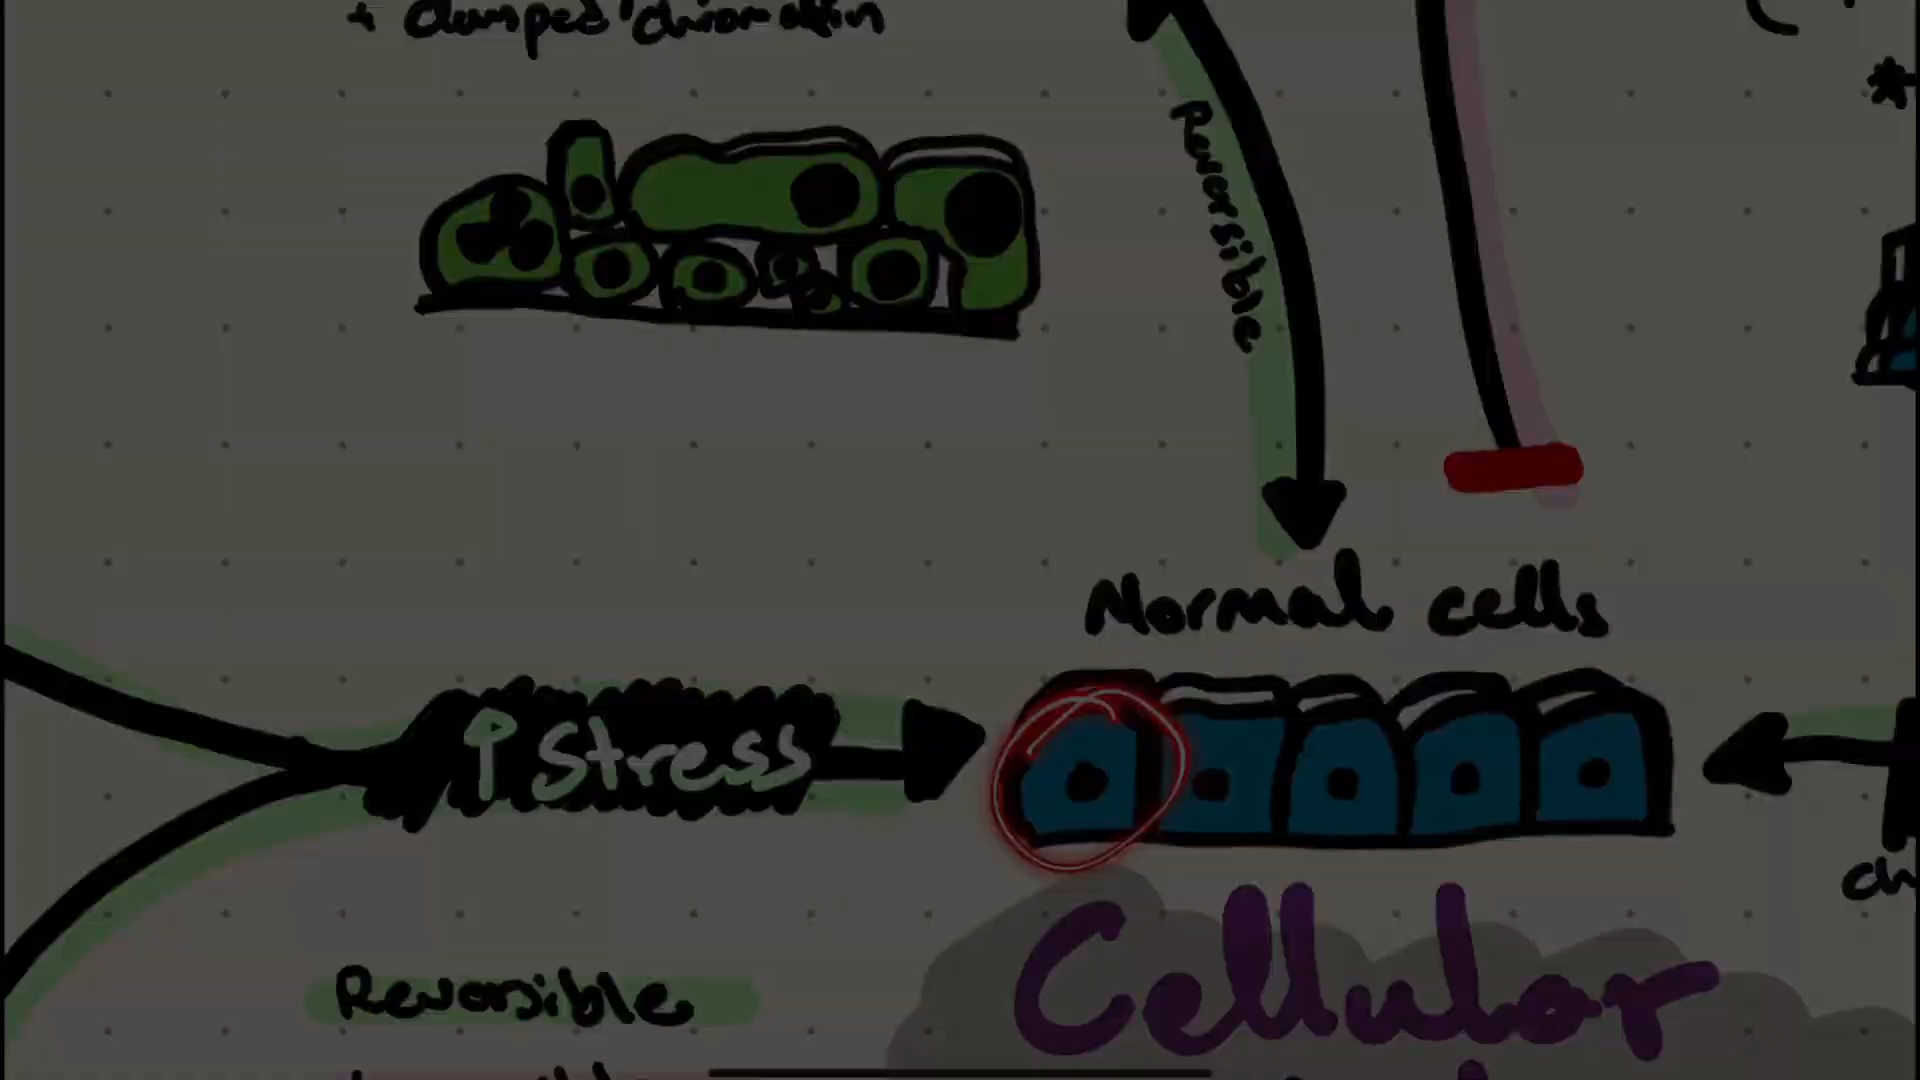 + clumped chromatin
Reversible
*
Normal cells
↑ Stress
Reversible
Cellular